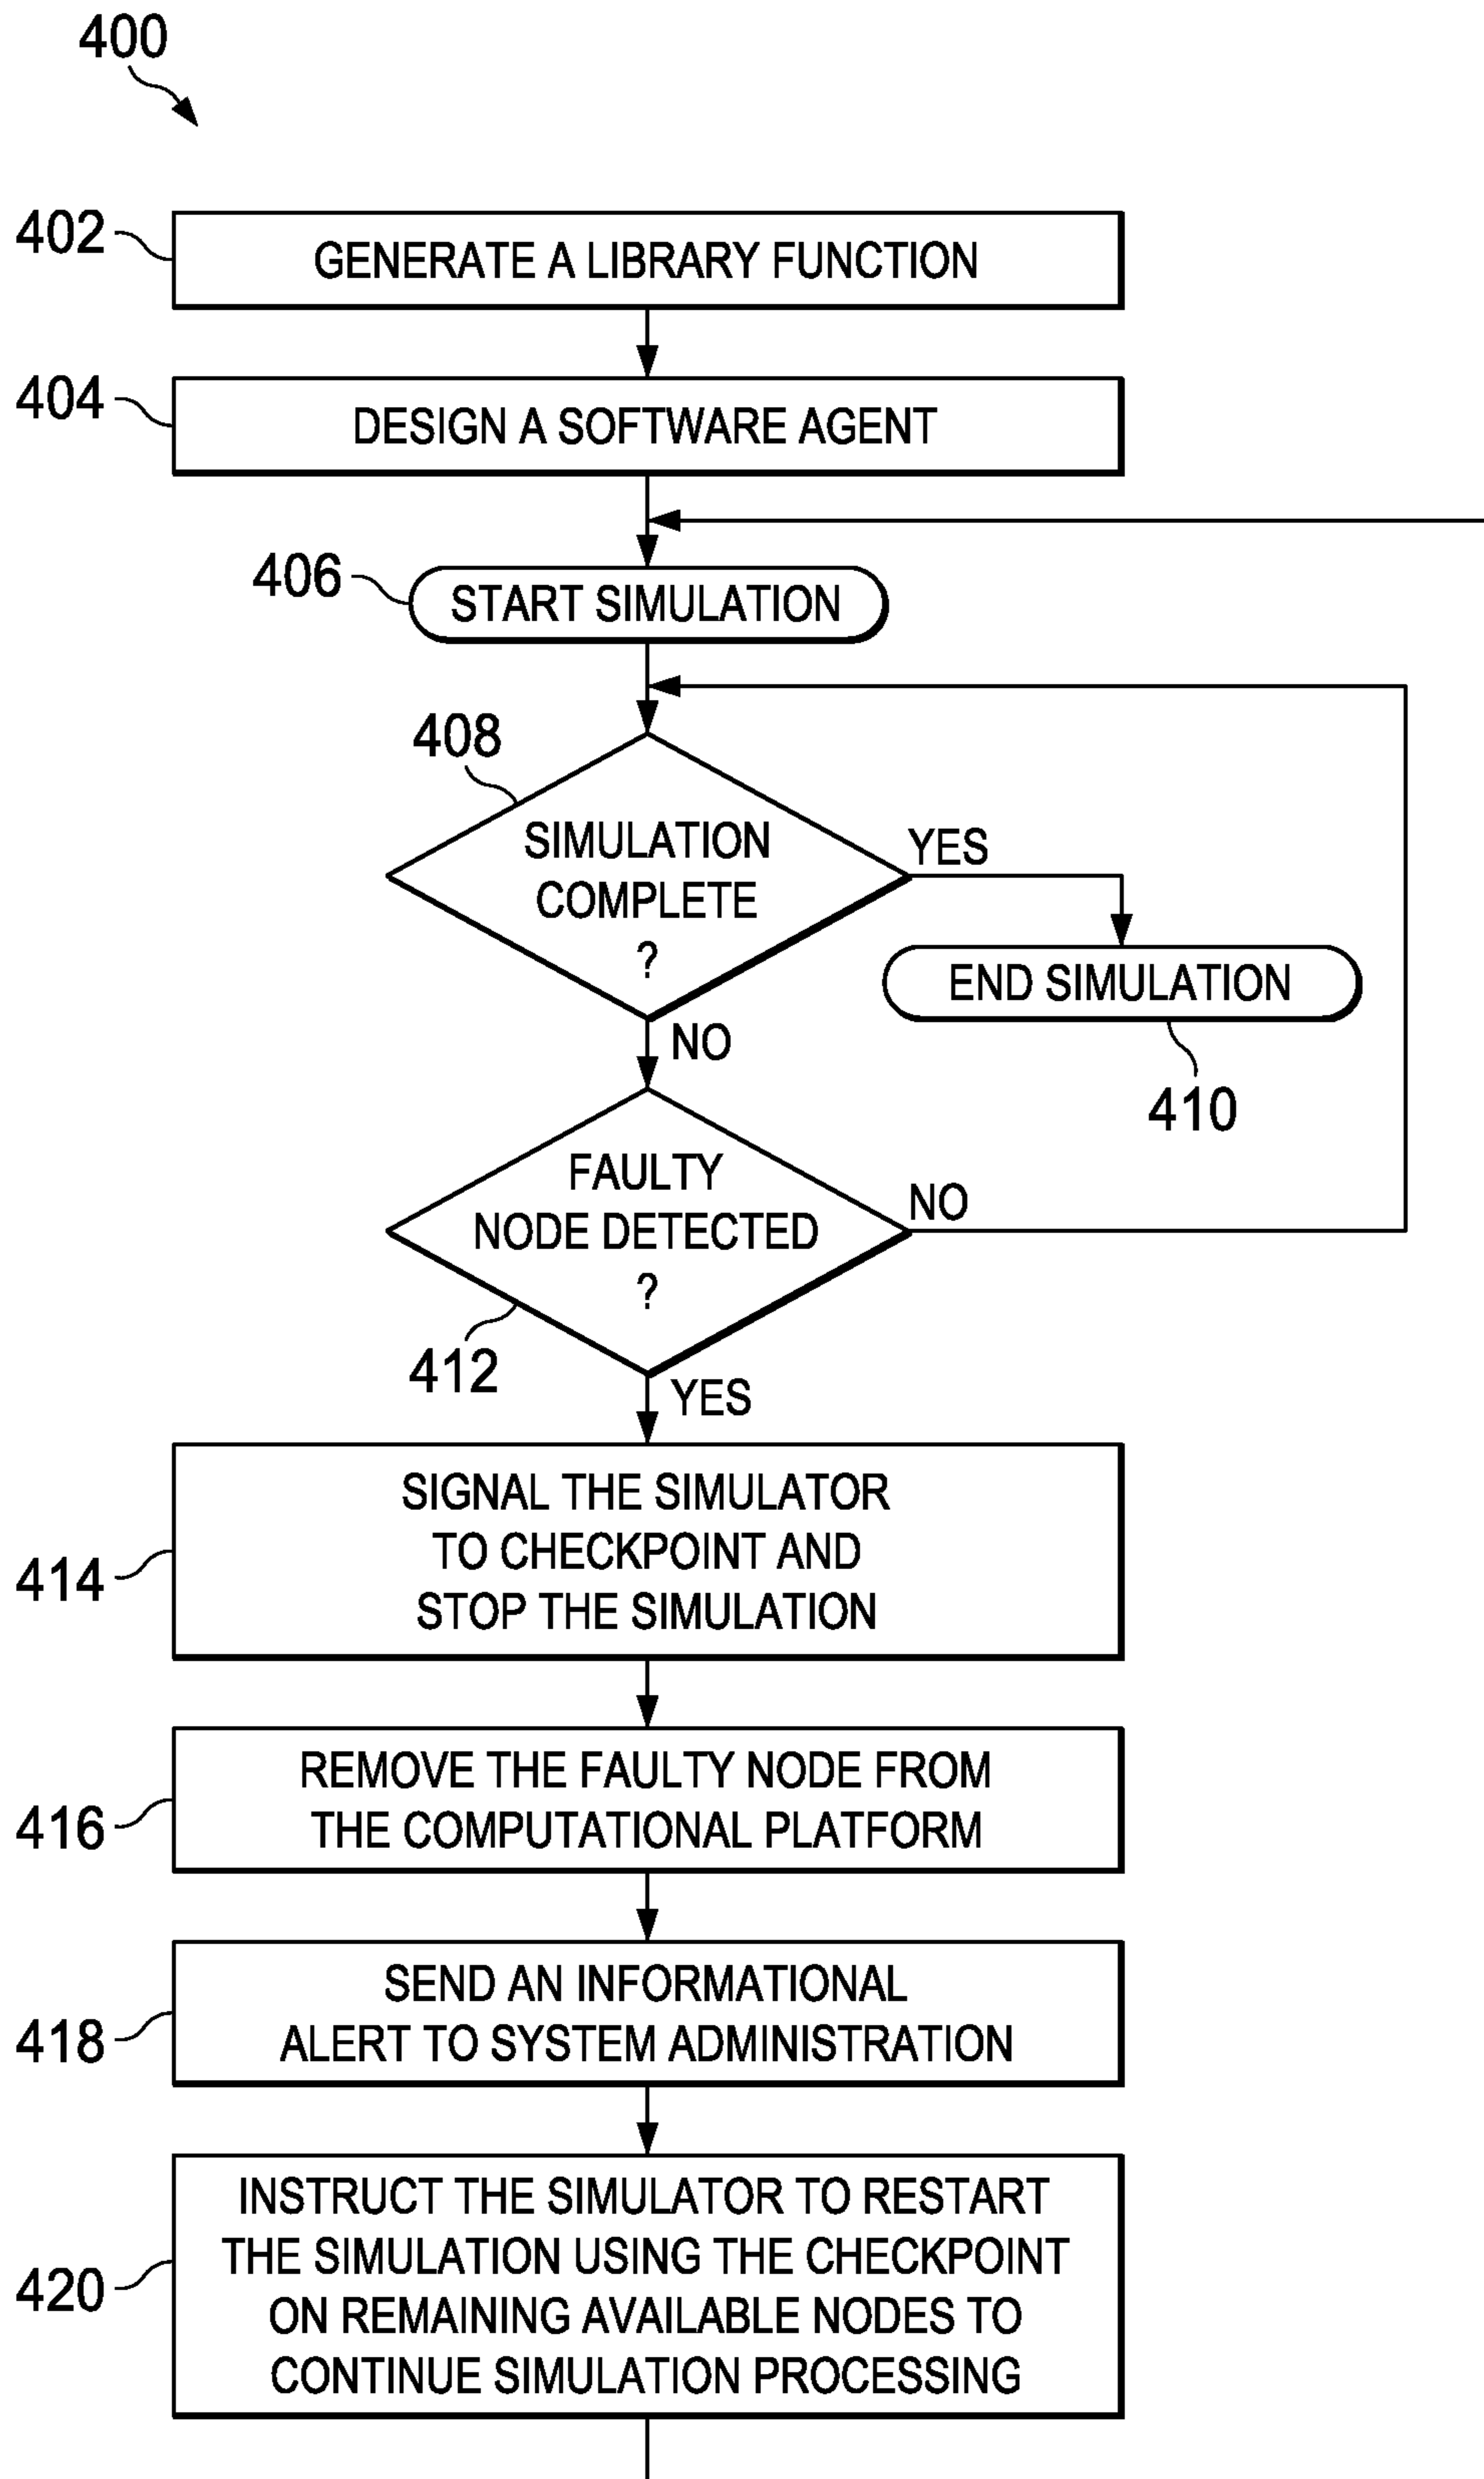 400
402
GENERATE A LIBRARY FUNCTION
404
DESIGN A SOFTWARE AGENT
406
START SIMULATION
408
SIMULATION
COMPLETE
?
YES
END SIMULATION
410
NO
FAULTY
NODE DETECTED
?
NO
412
YES
414
SIGNAL THE SIMULATOR
TO CHECKPOINT AND
STOP THE SIMULATION
416
REMOVE THE FAULTY NODE FROM
THE COMPUTATIONAL PLATFORM
418
SEND AN INFORMATIONAL
ALERT TO SYSTEM ADMINISTRATION
420
INSTRUCT THE SIMULATOR TO RESTART
THE SIMULATION USING THE CHECKPOINT
ON REMAINING AVAILABLE NODES TO
CONTINUE SIMULATION PROCESSING